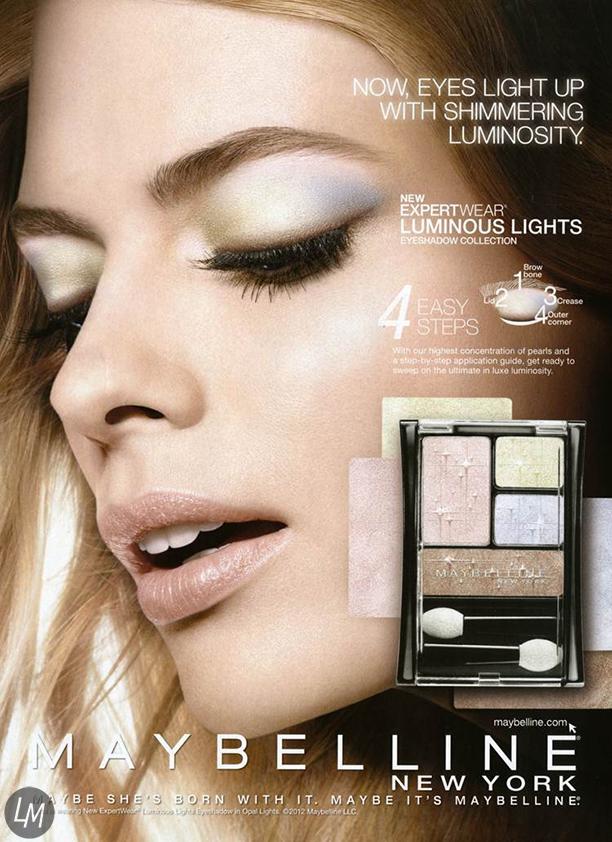 NOW, EYES LIGHT UP
WITH SHIMMERING
LUMINOSITY.
NEW
EXPERTWEAR®
LUMINOUS LIGHTS
EYESHADOW COLLECTION
4 EASY
STEPS
Brow
bone
1
Lid 2
3 Crease
4 Outer
corner
With our highest concentration of pearls and
a step-by-step application guide, get ready to
sweep on the ultimate in luxe luminosity.
MAYBELLINE
NEW YORK
maybelline.com
MAYBELLINE®
NEW YORK
MAYBE SHE'S BORN WITH IT. MAYBE IT'S MAYBELLINE.®
wearing New ExpertWear® Luminous Lights Eyeshadow in Opal Lights. ©2012 Maybelline LLC.
LM